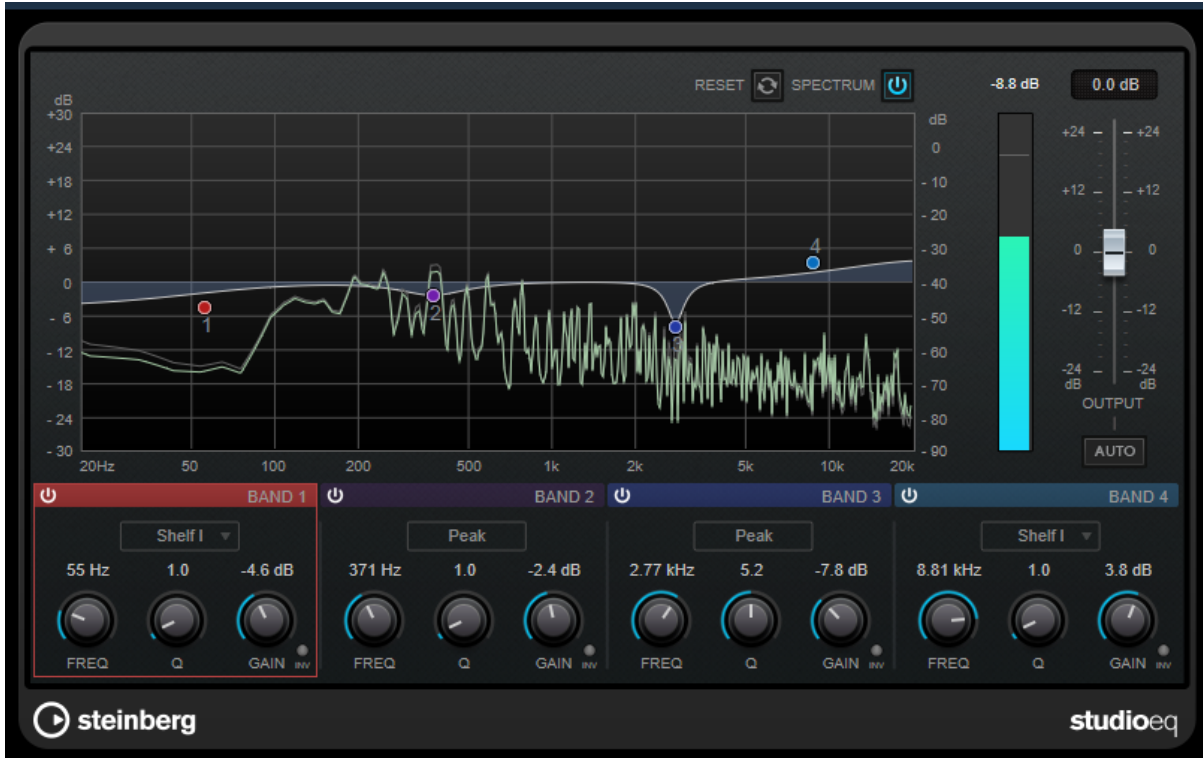 RESET SPECTRUM -8.8 dB 0.0 dB
dB
+30
+24
+18
+12
+ 6
0
- 6
- 12
- 18
- 24
- 30
dB
0
- 10
- 20
- 30
- 40
- 50
- 60
- 70
- 80
- 90
1
2
3
4
20Hz 50 100 200 500 1k 2k 5k 10k 20k
+24 +24
+12 +12
0 0
-12 -12
-24 -24
dB dB
OUTPUT
AUTO
BAND 1 BAND 2 BAND 3 BAND 4
Shelf I Peak Peak Shelf I
55 Hz 1.0 -4.6 dB 371 Hz 1.0 -2.4 dB 2.77 kHz 5.2 -7.8 dB 8.81 kHz 1.0 3.8 dB
FREQ Q GAIN INV FREQ Q GAIN INV FREQ Q GAIN INV FREQ Q GAIN INV
steinberg studioeq